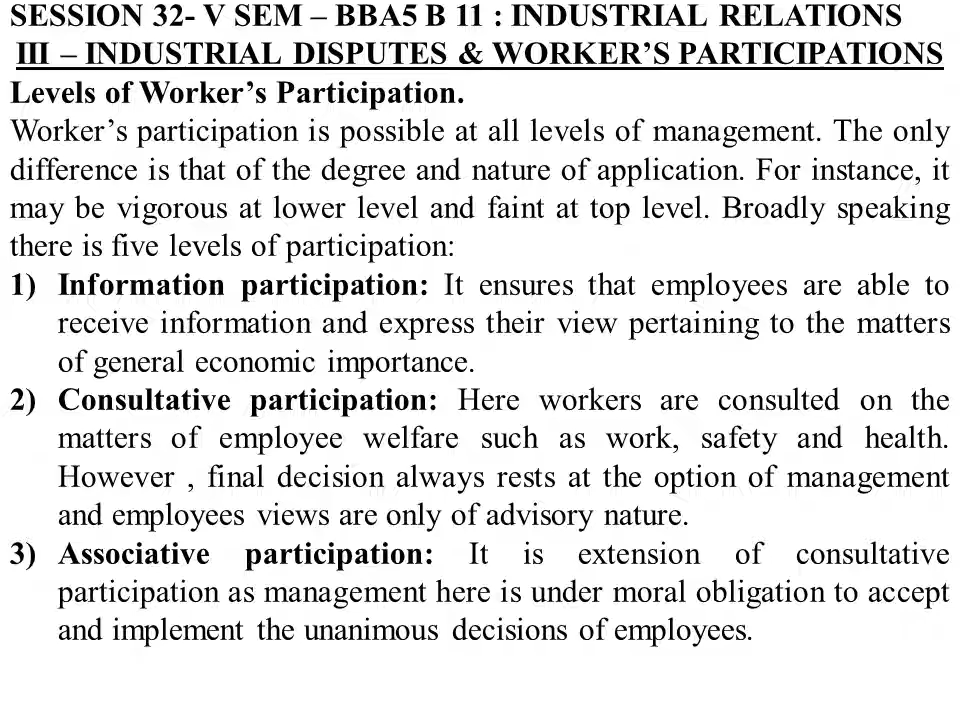 SESSION 32- V SEM – BBA5 B 11 : INDUSTRIAL RELATIONS
III – INDUSTRIAL DISPUTES & WORKER’S PARTICIPATIONS
Levels of Worker’s Participation.
Worker’s participation is possible at all levels of management. The only
difference is that of the degree and nature of application. For instance, it
may be vigorous at lower level and faint at top level. Broadly speaking
there is five levels of participation:
1) Information participation: It ensures that employees are able to
receive information and express their view pertaining to the matters
of general economic importance.
2) Consultative participation: Here workers are consulted on the
matters of employee welfare such as work, safety and health.
However , final decision always rests at the option of management
and employees views are only of advisory nature.
3) Associative participation: It is extension of consultative
participation as management here is under moral obligation to accept
and implement the unanimous decisions of employees.